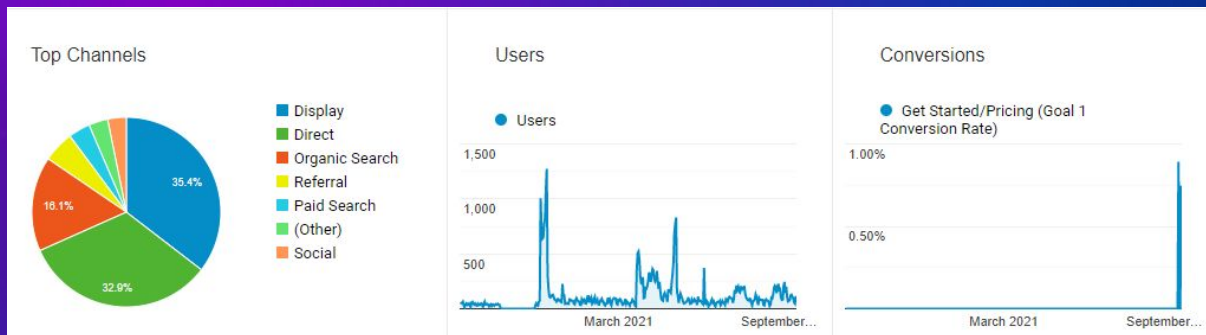 Top Channels
Display
Direct
Organic Search
Referral
Paid Search
(Other)
Social
35.4%
16.1%
32.9%
Users
Users
1,500
1,000
500
March 2021
September...
Conversions
Get Started/Pricing (Goal 1
Conversion Rate)
1.00%
0.50%
March 2021
September...